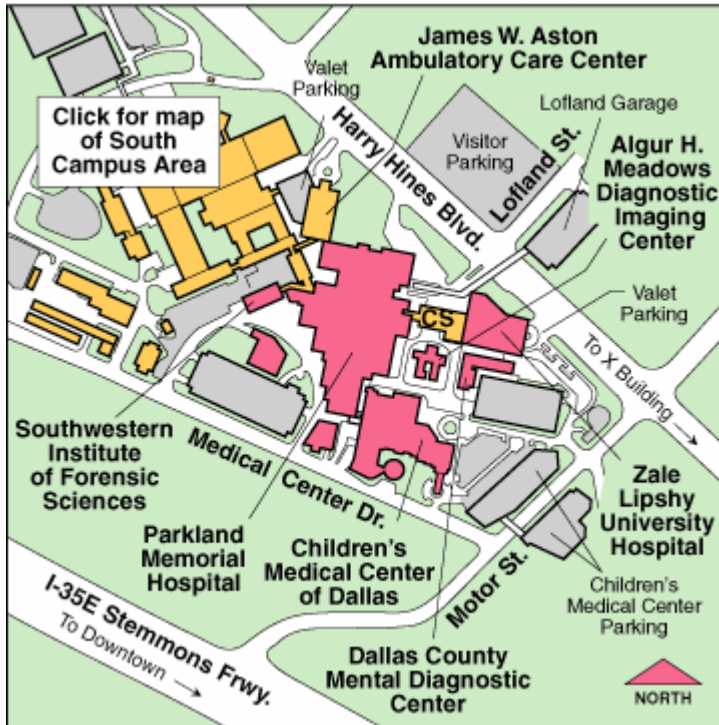 James W. Aston
Ambulatory Care Center
Valet
Parking
Click for map
of South
Campus Area
Harry Hines Blvd.
Visitor
Parking
Lofland St.
Lofland Garage
Algur H.
Meadows
Diagnostic
Imaging
Center
CS
Valet
Parking
To X Building
Southwestern
Institute
of Forensic
Sciences
Medical Center Dr.
Parkland
Memorial
Hospital
Children's
Medical Center
of Dallas
Zale
Lipshy
University
Hospital
Motor St.
Children's
Medical Center
Parking
I-35E Stemmons Frwy.
To Downtown
Dallas County
Mental Diagnostic
Center
NORTH